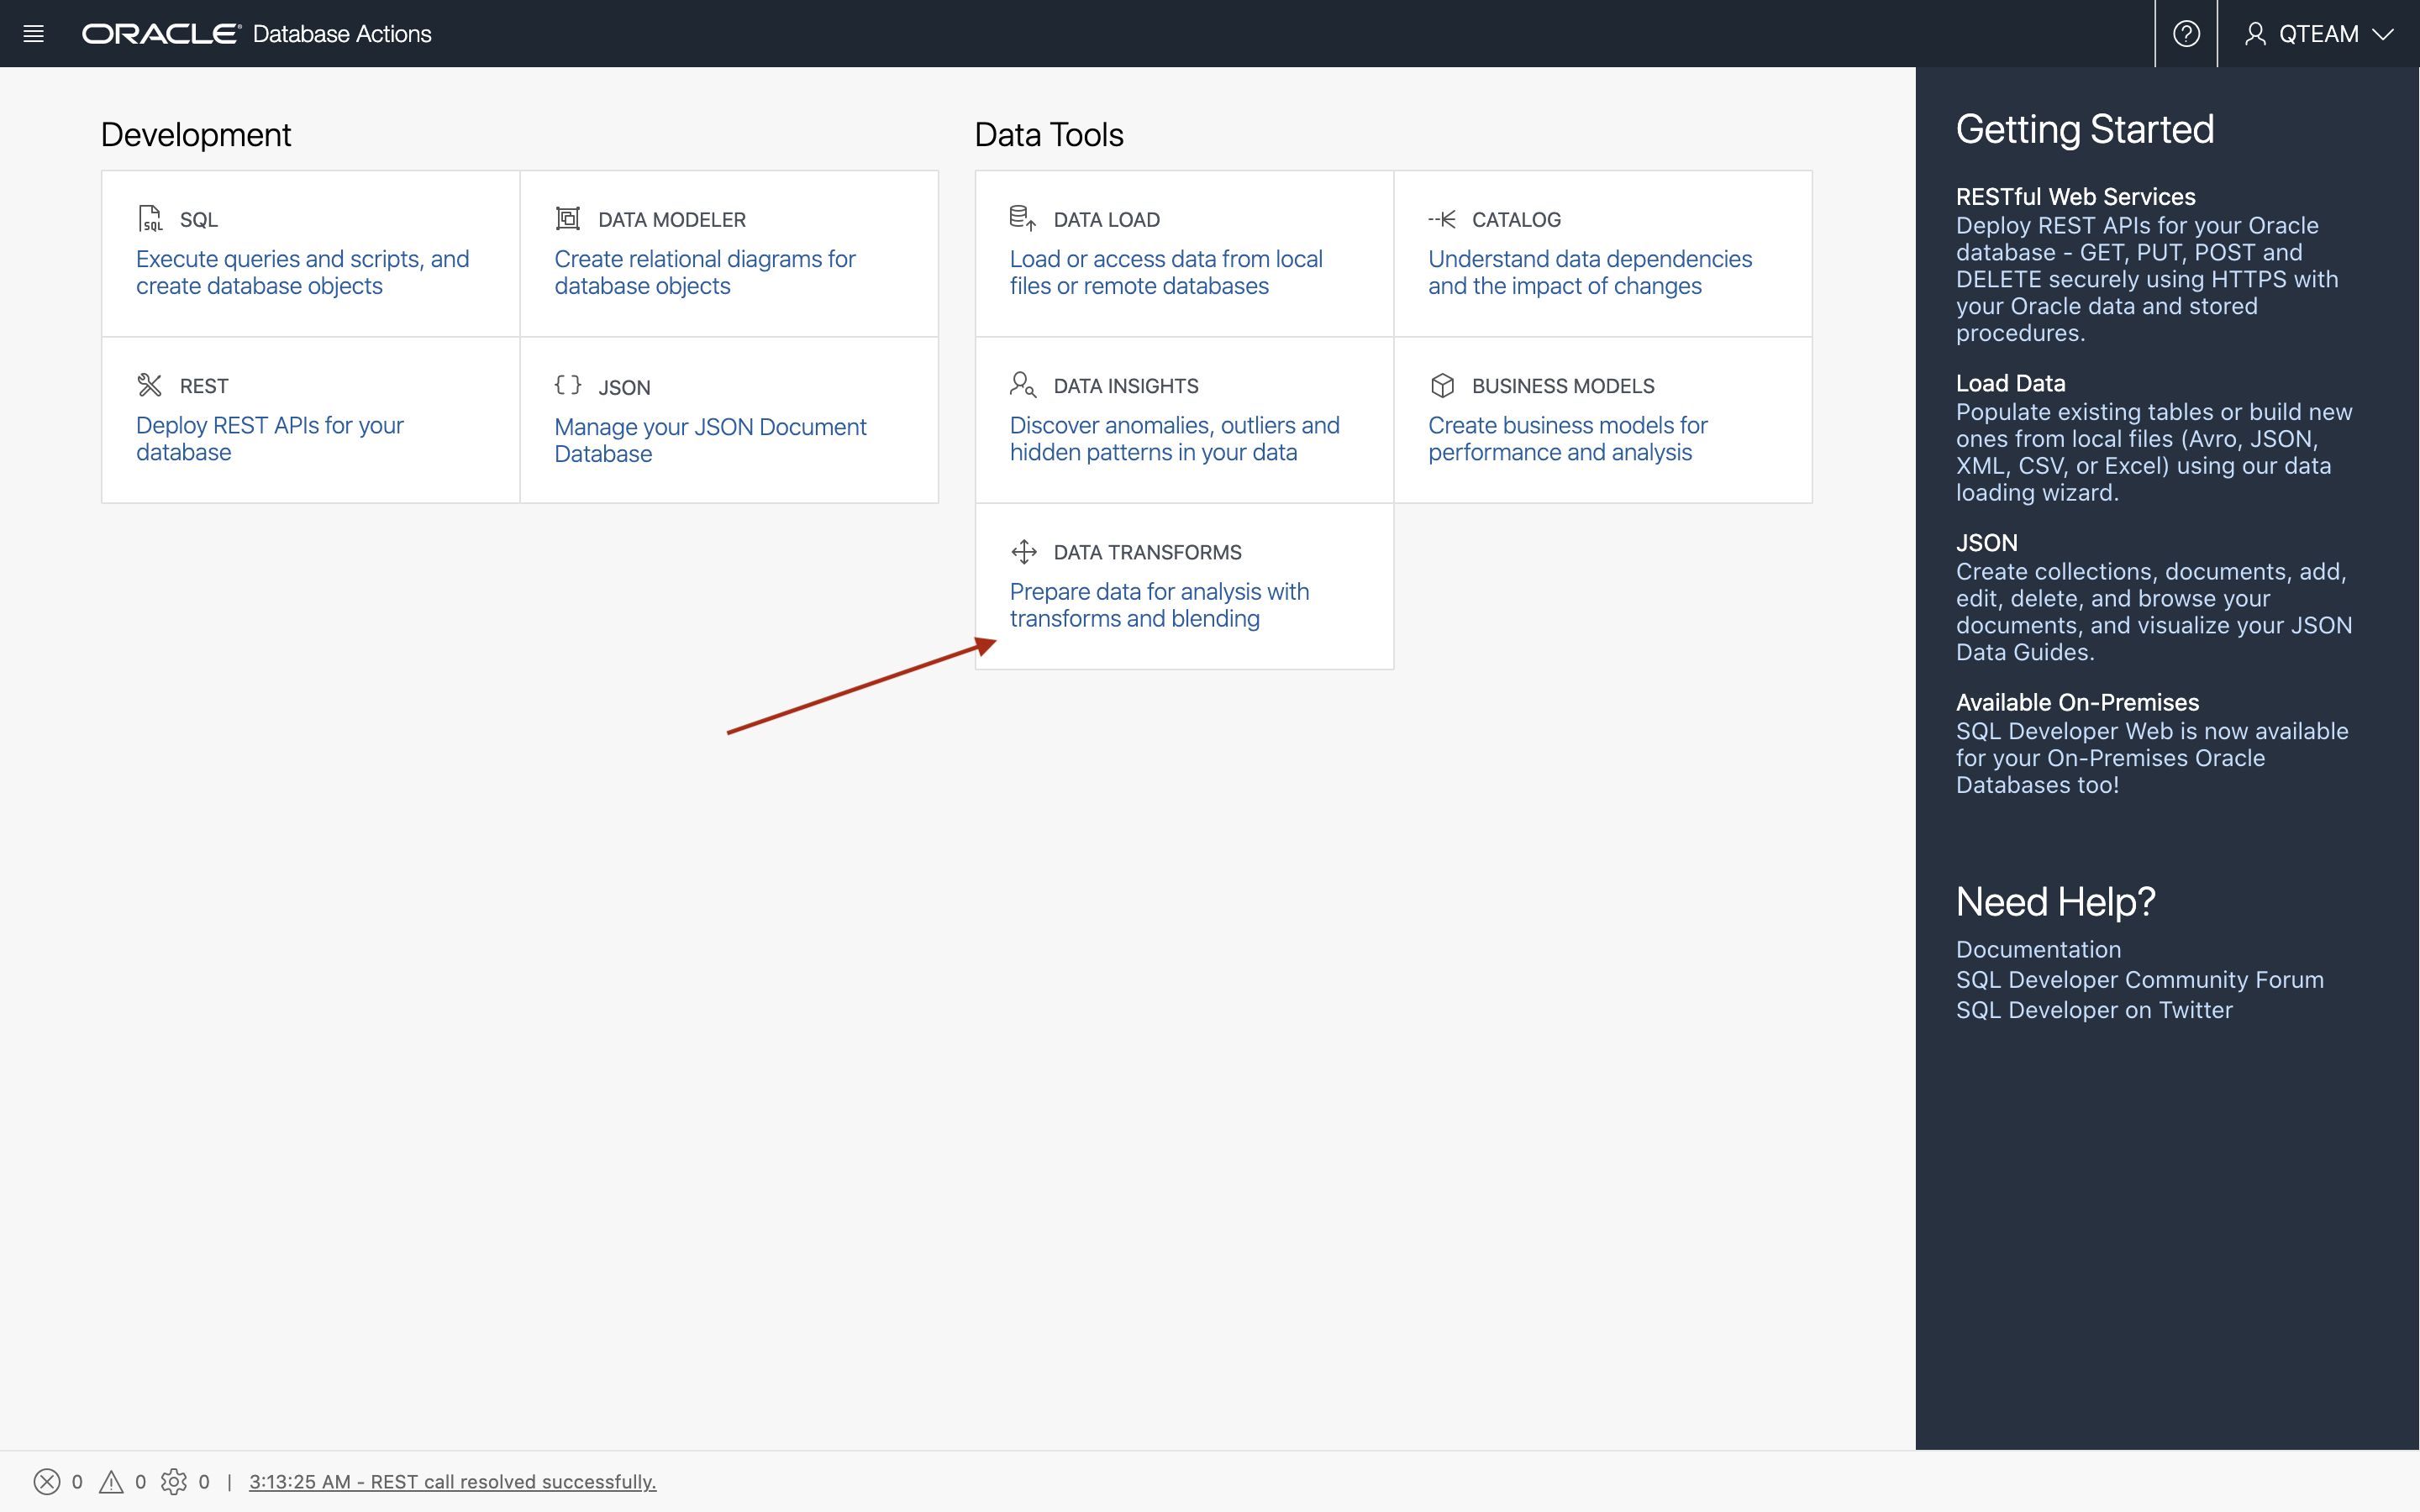 ORACLE Database Actions
QTEAM
Development
SQL
Execute queries and scripts, and
create database objects
DATA MODELER
Create relational diagrams for
database objects
REST
Deploy REST APIs for your
database
JSON
Manage your JSON Document
Database
Data Tools
DATA LOAD
Load or access data from local
files or remote databases
CATALOG
Understand data dependencies
and the impact of changes
DATA INSIGHTS
Discover anomalies, outliers and
hidden patterns in your data
BUSINESS MODELS
Create business models for
performance and analysis
DATA TRANSFORMS
Prepare data for analysis with
transforms and blending
Getting Started
RESTful Web Services
Deploy REST APIs for your Oracle
database - GET, PUT, POST and
DELETE securely using HTTPS with
your Oracle data and stored
procedures.
Load Data
Populate existing tables or build new
ones from local files (Avro, JSON,
XML, CSV, or Excel) using our data
loading wizard.
JSON
Create collections, documents, add,
edit, delete, and browse your
documents, and visualize your JSON
Data Guides.
Available On-Premises
SQL Developer Web is now available
for your On-Premises Oracle
Databases too!
Need Help?
Documentation
SQL Developer Community Forum
SQL Developer on Twitter
0 0 0 | 3:13:25 AM - REST call resolved successfully.